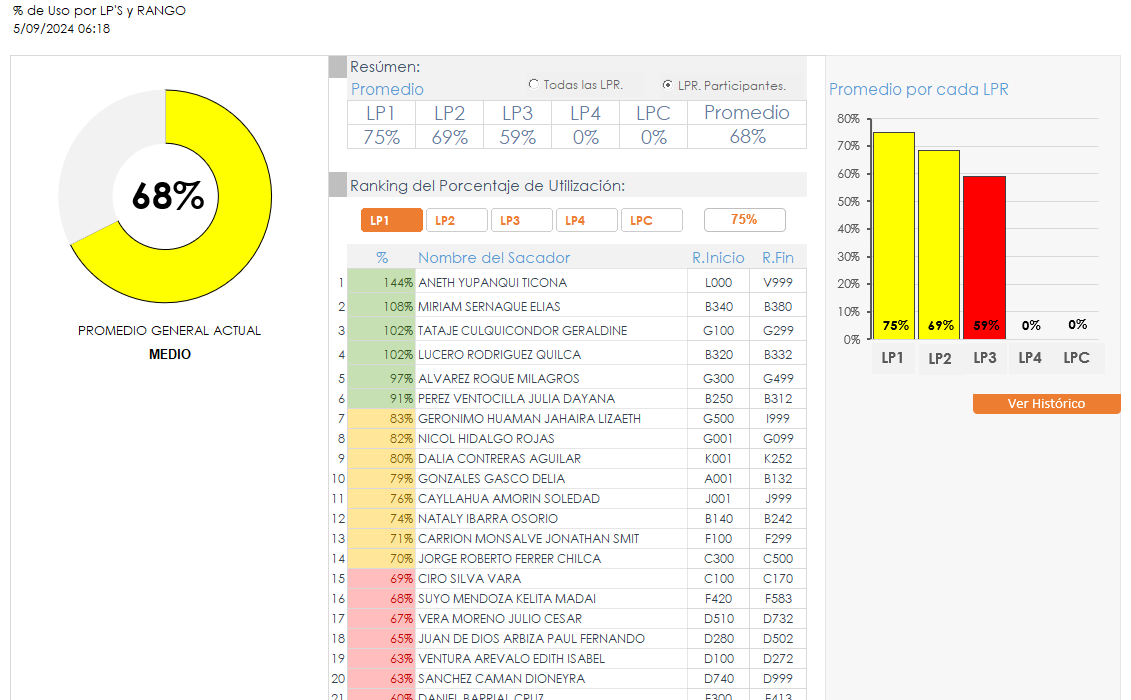 % de Uso por LP'S y RANGO
5/09/2024 06:18
68%
PROMEDIO GENERAL ACTUAL
MEDIO
Resúmen:
Promedio
Todas las LPR.
LPR. Participantes.
LP1 LP2 LP3 LP4 LPC Promedio
75% 69% 59% 0% 0% 68%
Ranking del Porcentaje de Utilización:
LP1 LP2 LP3 LP4 LPC 75%
% Nombre del Sacador R.Inicio R.Fin
1 144% ANETH YUPANQUI TICONA L000 V999
2 108% MIRIAM SERNAQUE ELIAS B340 B380
3 102% TATAJE CULQUICONDOR GERALDINE G100 G299
4 102% LUCERO RODRIGUEZ QUILCA B320 B332
5 97% ALVAREZ ROQUE MILAGROS G300 G499
6 91% PEREZ VENTOCILLA JULIA DAYANA B250 B312
7 83% GERONIMO HUAMAN JAHAIRA LIZAETH G500 I999
8 82% NICOL HIDALGO ROJAS G001 G099
9 80% DALIA CONTRERAS AGUILAR K001 K252
10 79% GONZALES GASCO DELIA A001 B132
11 76% CAYLLAHUA AMORIN SOLEDAD J001 J999
12 74% NATALY IBARRA OSORIO B140 B242
13 71% CARRION MONSALVE JONATHAN SMIT F100 F299
14 70% JORGE ROBERTO FERRER CHILCA C300 C500
15 69% CIRO SILVA VARA C100 C170
16 68% SUYO MENDOZA KELITA MADAI F420 F583
17 67% VERA MORENO JULIO CESAR D510 D732
18 65% JUAN DE DIOS ARBIZA PAUL FERNANDO D280 D502
19 63% VENTURA AREVALO EDITH ISABEL D100 D272
20 63% SANCHEZ CAMAN DIONEYRA D740 D999
21 60% DANIEL BARRIAL CRUZ F300 F413
Promedio por cada LPR
80%
70%
60%
50%
40%
30%
20%
10%
0%
75% 69% 59% 0% 0%
LP1 LP2 LP3 LP4 LPC
Ver Histórico